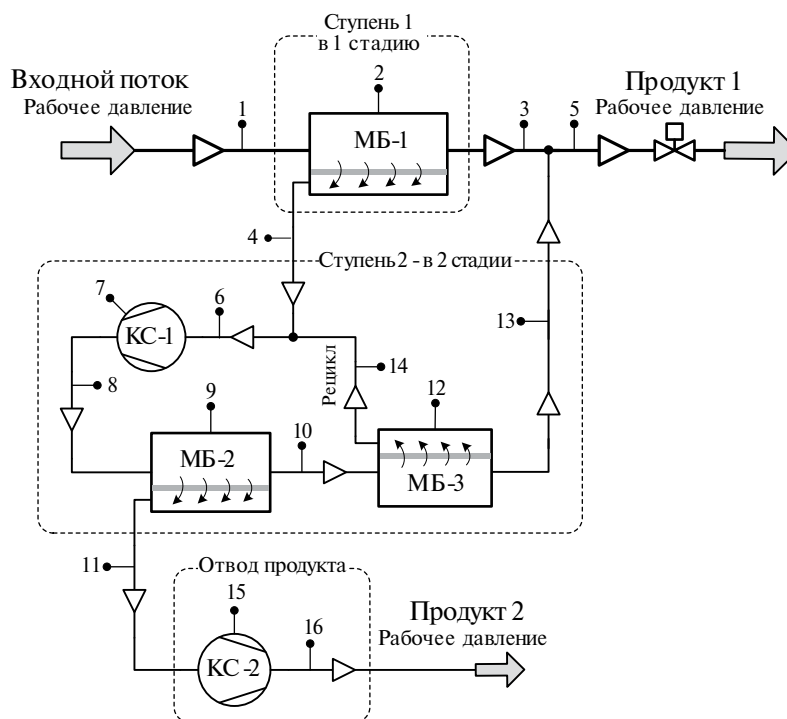 Ступень 1
в 1 стадию
Входной поток
Рабочее давление
Продукт 1
Рабочее давление
1
2
3
5
МБ-1
4
Ступень 2 - в 2 стадии
7
6
КС-1
13
14
Рецикл
8
9
10
12
МБ-2
МБ-3
11
Отвод продукта
15
16
КС-2
Продукт 2
Рабочее давление